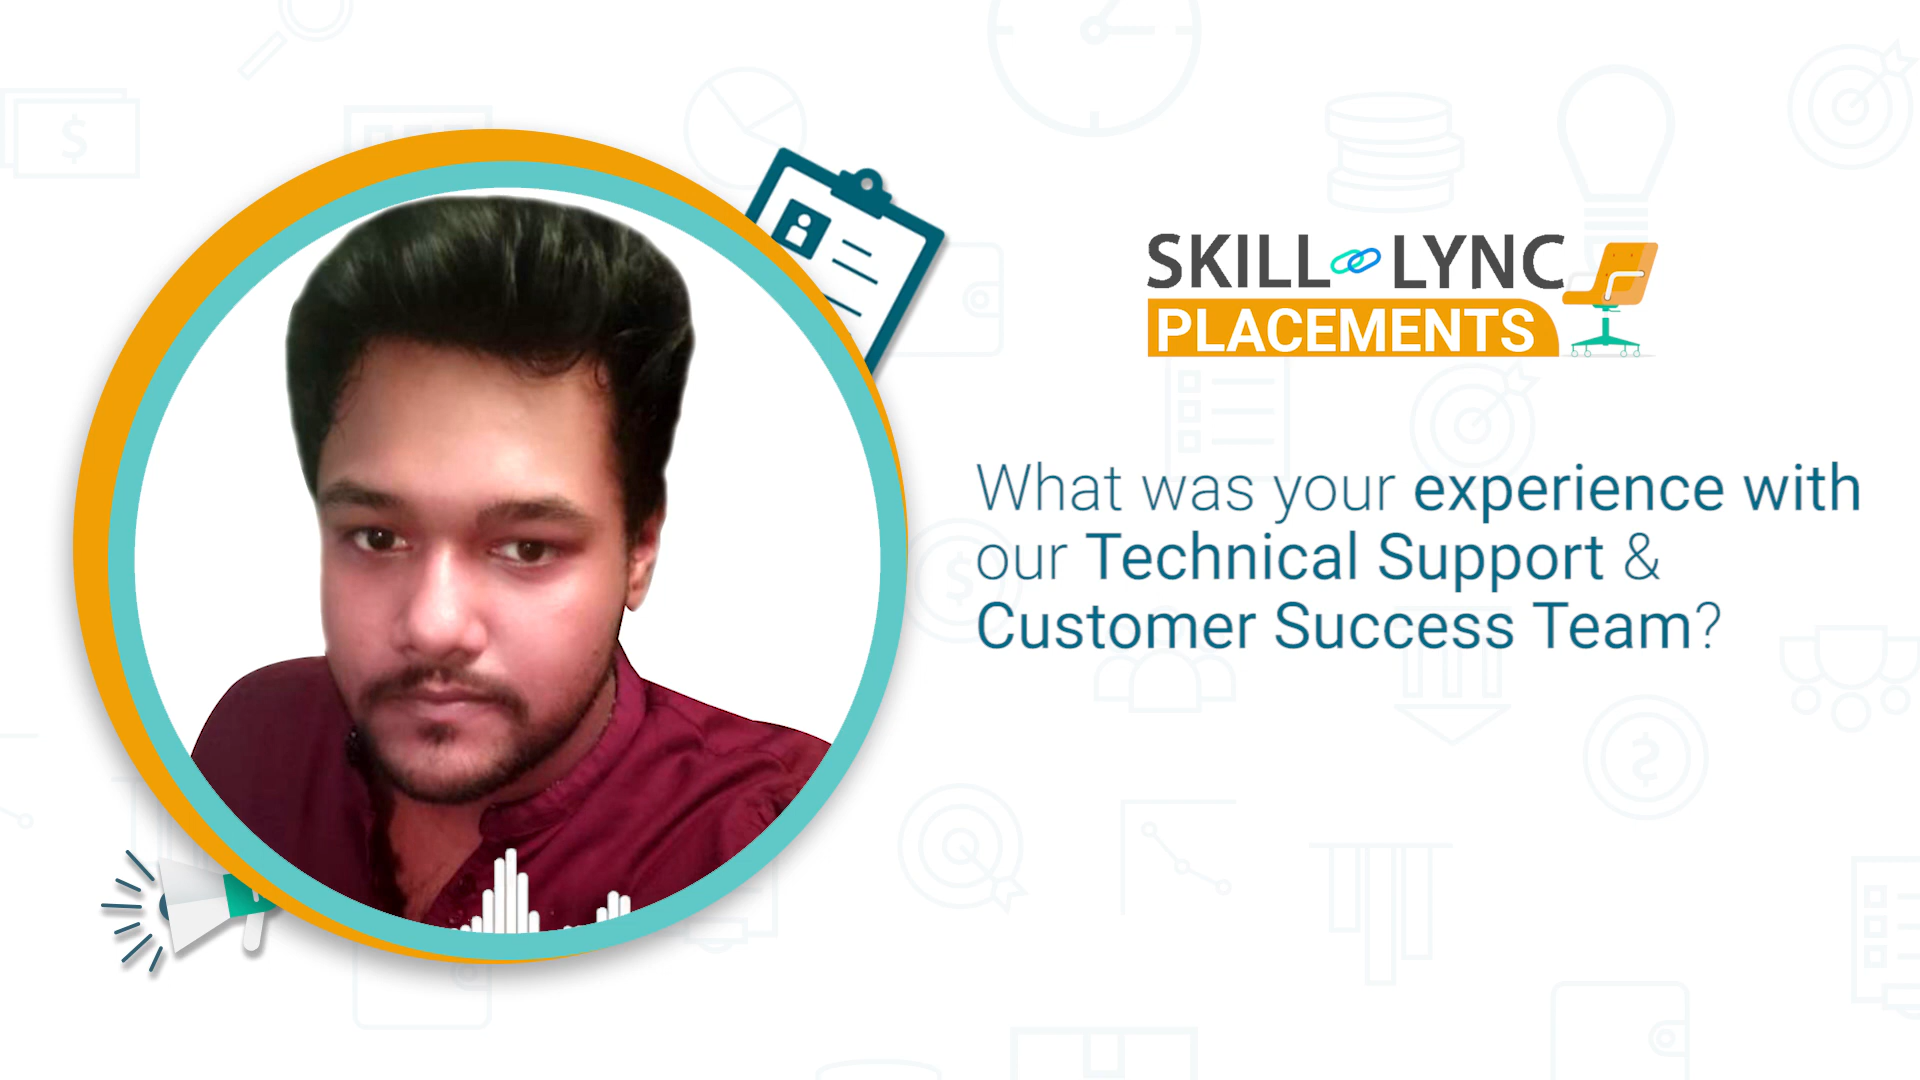 SKILL LYNC
PLACEMENTS
What was your experience with
our Technical Support &
Customer Success Team?